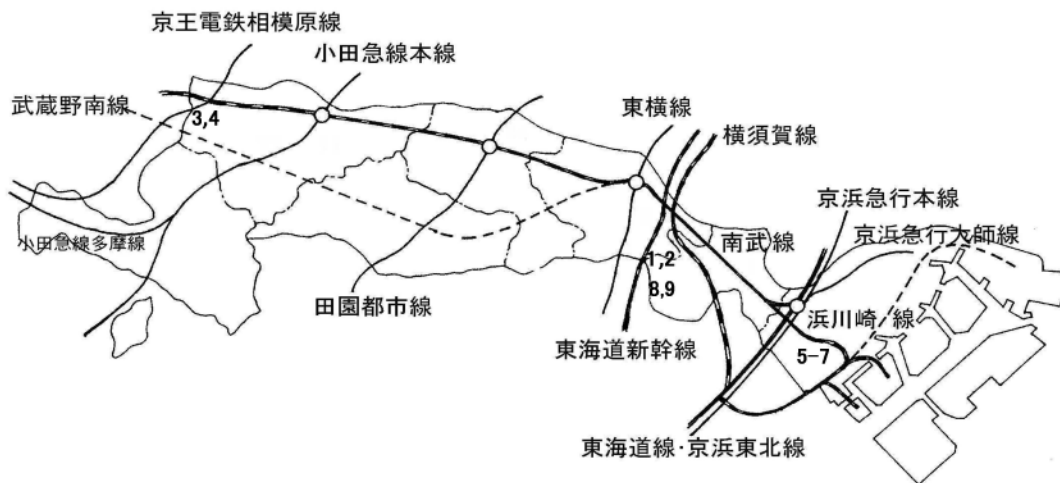 京王電鉄相模原線
小田急線本線
武蔵野南線
3,4
東横線
横須賀線
京浜急行本線
京浜急行大師線
南武線
小田急線多摩線
1,2
8,9
田園都市線
浜川崎 線
東海道新幹線
5-7
東海道線・京浜東北線